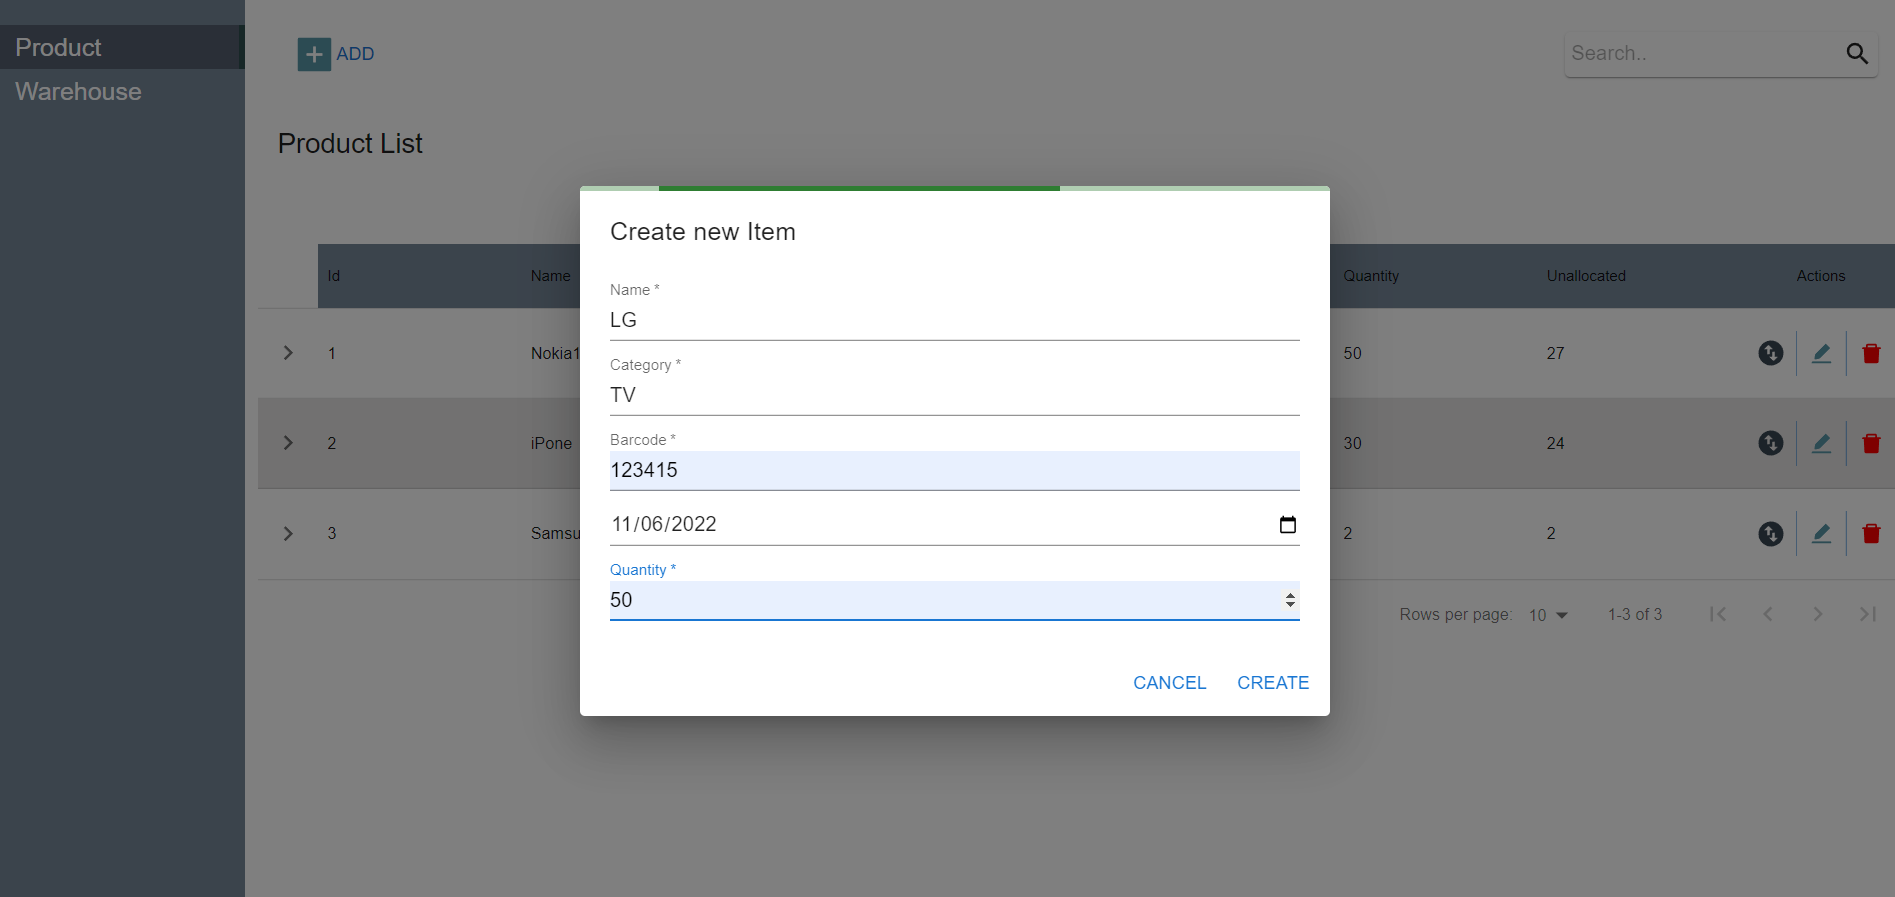 Product
Warehouse
ADD
Search..
Product List
Id Name Quantity Unallocated Actions
1 Nokia1 50 27
2 iPone 30 24
3 Samsu 2 2
Rows per page: 10 1-3 of 3
Create new Item
Name *
LG
Category *
TV
Barcode *
123415
11/06/2022
Quantity *
50
CANCEL CREATE